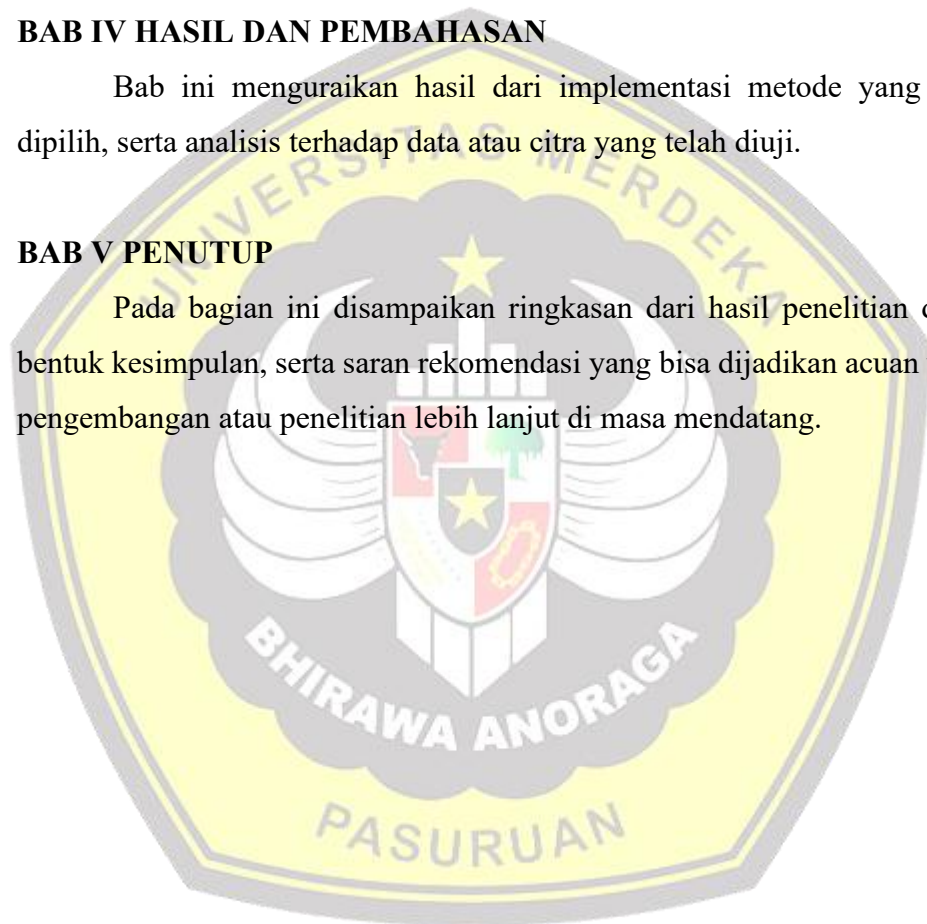 BAB IV HASIL DAN PEMBAHASAN
Bab ini menguraikan hasil dari implementasi metode yang
dipilih, serta analisis terhadap data atau citra yang telah diuji.
BAB V PENUTUP
Pada bagian ini disampaikan ringkasan dari hasil penelitian
bentuk kesimpulan, serta saran rekomendasi yang bisa dijadikan acuan
pengembangan atau penelitian lebih lanjut di masa mendatang.
UNIVERSITAS MERDEKA
BHIRAWA ANORAGA
PASURUAN